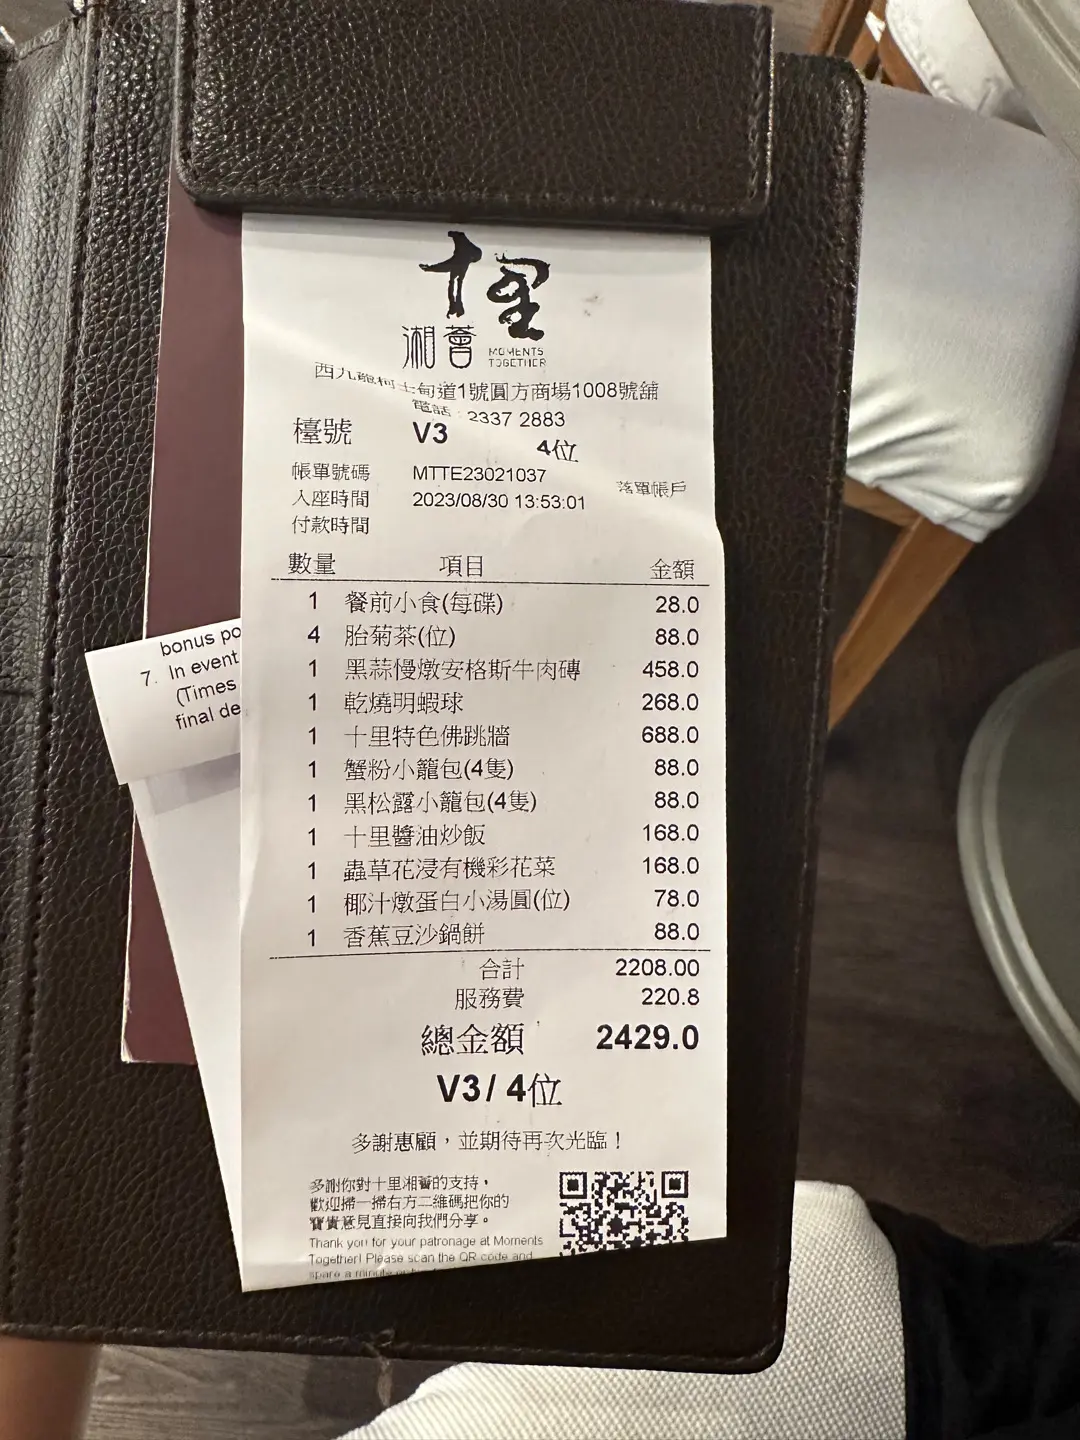 十里
湘薈 MOMENTS TOGETHER
西九龍柯士甸道1號圓方商場1008號舖
電話：2337 2883
檯號 V3 4位
帳單號碼 MTTE23021037 落單帳戶
入座時間 2023/08/30 13:53:01
付款時間
數量 項目 金額
1 餐前小食(每碟) 28.0
4 胎菊茶(位) 88.0
1 黑蒜慢燉安格斯牛肉磚 458.0
1 乾燒明蝦球 268.0
1 十里特色佛跳牆 688.0
1 蟹粉小籠包(4隻) 88.0
1 黑松露小籠包(4隻) 88.0
1 十里醬油炒飯 168.0
1 蟲草花浸有機彩花菜 168.0
1 椰汁燉蛋白小湯圓(位) 78.0
1 香蕉豆沙鍋餅 88.0
合計 2208.00
服務費 220.8
總金額 2429.0
V3/ 4位
多謝惠顧，並期待再次光臨！
多謝你對十里湘薈的支持，
歡迎掃一掃右方二維碼把你的
寶貴意見直接向我們分享。
Thank you for your patronage at Moments
Together! Please scan the QR code and
spare a minute
bonus po
7. In event
(Times
final de